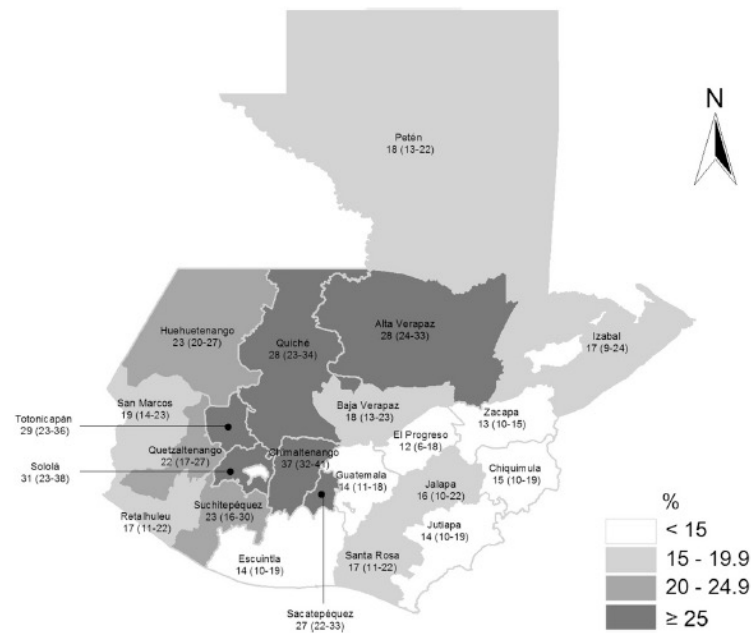 N
Petén
18 (13-22)
Huehuetenango
23 (20-27)
Quiché
28 (23-34)
Alta Verapaz
28 (24-33)
Izabal
17 (9-24)
San Marcos
19 (14-23)
Totonicapán
29 (23-36)
Baja Verapaz
18 (13-23)
Zacapa
13 (10-15)
El Progreso
12 (6-18)
Quetzaltenango
22 (17-27)
Sololá
31 (23-38)
Chimaltenango
37 (32-41)
Guatemala
14 (11-18)
Chiquimula
15 (10-19)
Jalapa
16 (10-22)
Suchitepéquez
23 (16-30)
Retalhuleu
17 (11-22)
Jutiapa
14 (10-19)
Escuintla
14 (10-19)
Santa Rosa
17 (11-22)
Sacatepéquez
27 (22-33)
%
< 15
15 - 19.9
20 - 24.9
≥ 25